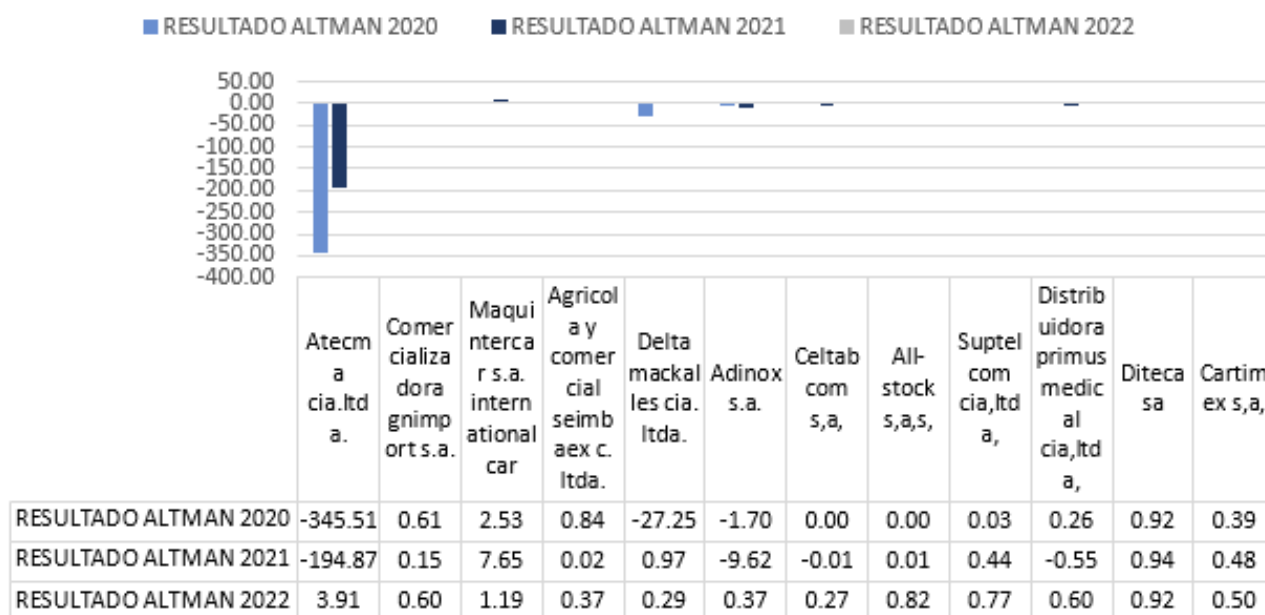 RESULTADO ALTMAN 2020 RESULTADO ALTMAN 2021 RESULTADO ALTMAN 2022
50.00
0.00
-50.00
-100.00
-150.00
-200.00
-250.00
-300.00
-350.00
-400.00
Atecm
a
cia.ltd
a.
Comer
cializa
dora
gnimp
ort s.a.
Maqui
nterca
r s.a.
intern
ational
car
Agricol
a y
comer
cial
seimb
aex c.
ltda.
Delta
mackal
les cia.
ltda.
Adinox
s.a.
Celtab
com
s,a,
All-
stock
s,a,s,
Suptel
com
cia,ltd
a,
Distrib
uidora
primus
medic
al
cia,ltd
a,
Diteca
sa
Cartim
ex s,a,
RESULTADO ALTMAN 2020 -345.51 0.61 2.53 0.84 -27.25 -1.70 0.00 0.00 0.03 0.26 0.92 0.39
RESULTADO ALTMAN 2021 -194.87 0.15 7.65 0.02 0.97 -9.62 -0.01 0.01 0.44 -0.55 0.94 0.48
RESULTADO ALTMAN 2022 3.91 0.60 1.19 0.37 0.29 0.37 0.27 0.82 0.77 0.60 0.92 0.50